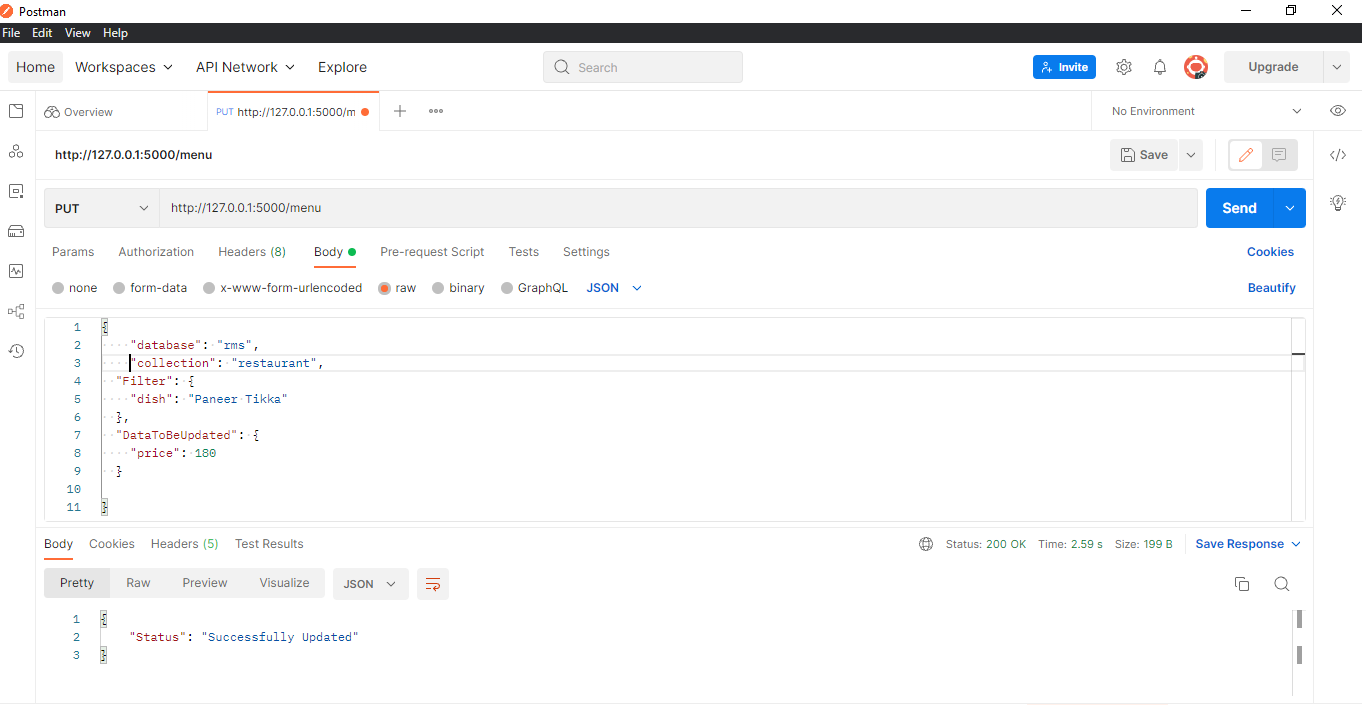 Postman
File Edit View Help
Home Workspaces API Network Explore Search Invite Upgrade
Overview PUT http://127.0.0.1:5000/m No Environment
http://127.0.0.1:5000/menu Save
PUT http://127.0.0.1:5000/menu Send
Params Authorization Headers (8) Body Pre-request Script Tests Settings Cookies
none form-data x-www-form-urlencoded raw binary GraphQL JSON Beautify
1 {
2 "database": "rms",
3 "collection": "restaurant",
4 "Filter": {
5 "dish": "Paneer Tikka"
6 },
7 "DataToBeUpdated": {
8 "price": 180
9 }
10
11 }
Body Cookies Headers (5) Test Results Status: 200 OK Time: 2.59 s Size: 199 B Save Response
Pretty Raw Preview Visualize JSON
1 {
2 "Status": "Successfully Updated"
3 }